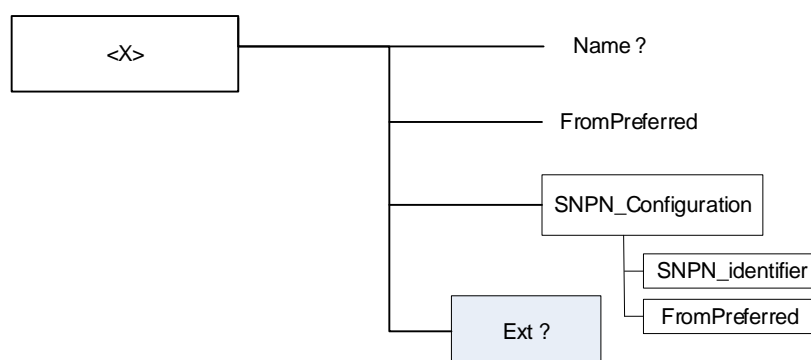 <X>
Name ?
FromPreferred
SNPN_Configuration
SNPN_identifier
FromPreferred
Ext ?